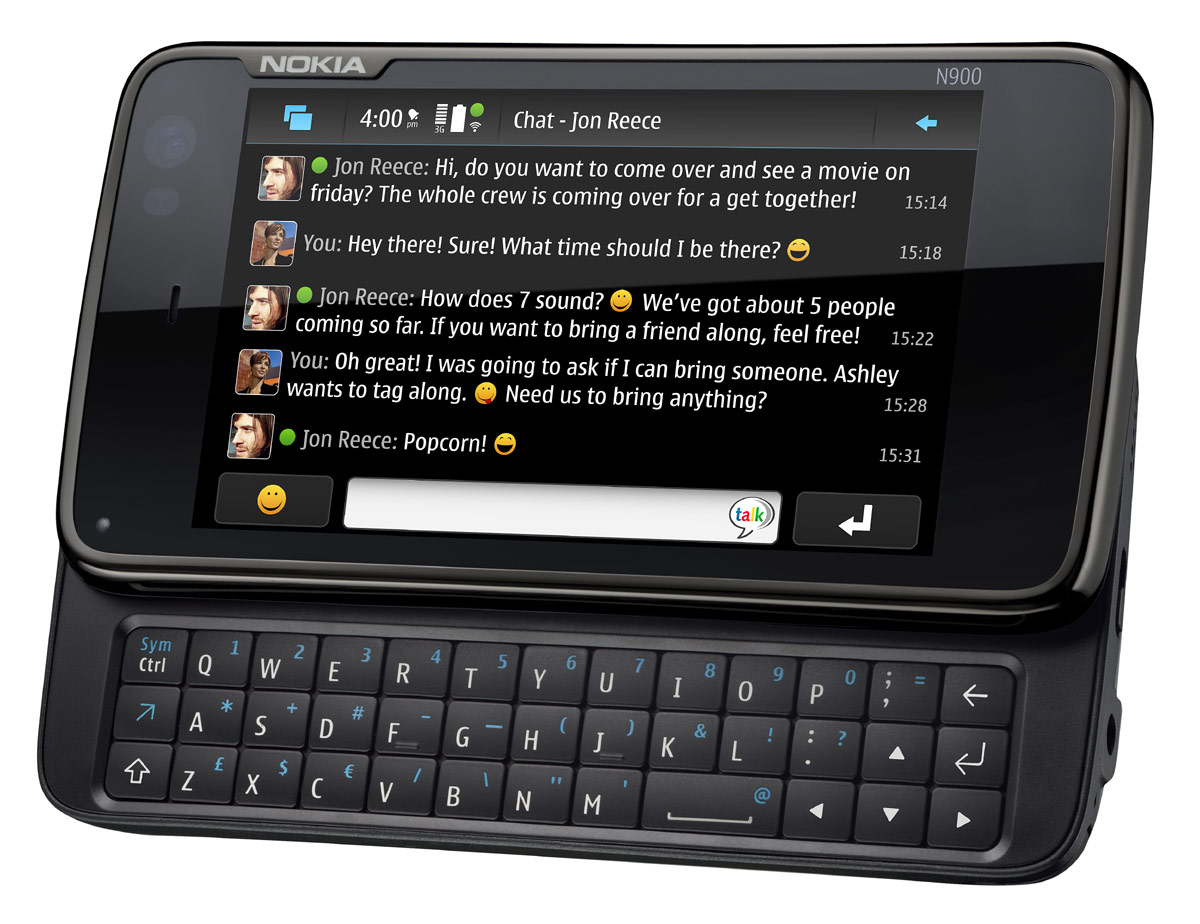 NOKIA
N900
4:00 pm 3G Chat - Jon Reece
Jon Reece: Hi, do you want to come over and see a movie on
friday? The whole crew is coming over for a get together! 15:14
You: Hey there! Sure! What time should I be there? 15:18
Jon Reece: How does 7 sound? We've got about 5 people
coming so far. If you want to bring a friend along, feel free! 15:22
You: Oh great! I was going to ask if I can bring someone. Ashley
wants to tag along. Need us to bring anything? 15:28
Jon Reece: Popcorn! 15:31
talk
Sym Ctrl Q 1 W 2 E 3 R 4 T 5 Y 6 U 7 I 8 O 9 P 0 ; , = ←
↗ A * S + D # F - G — H ( J ) K & L ! : . ? ▲ ↵
⇧ Z £ X $ C € V / B \ N " M ' @ ◀ ▼ ▶